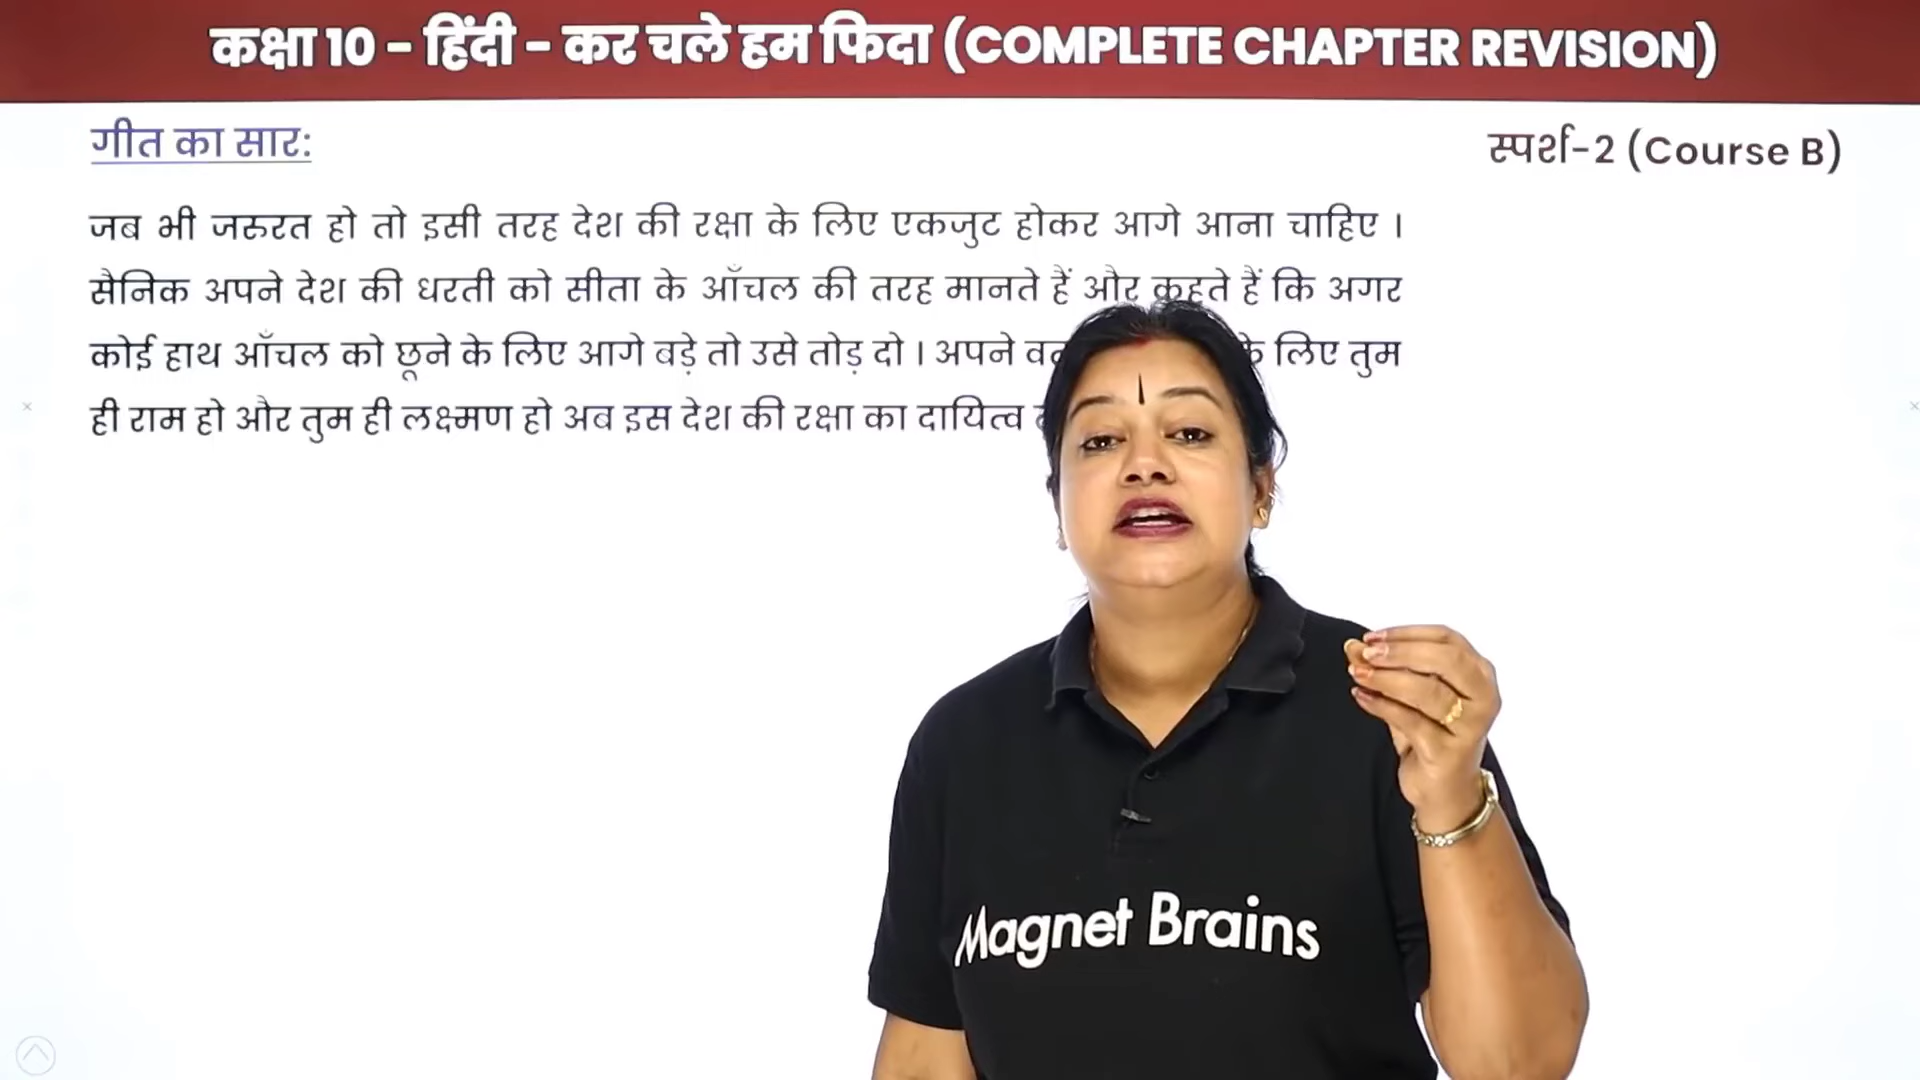 कक्षा 10 - हिंदी - कर चले हम फिदा (COMPLETE CHAPTER REVISION)
गीत का सार:
स्पर्श-2 (Course B)
जब भी जरुरत हो तो इसी तरह देश की रक्षा के लिए एकजुट होकर आगे आना चाहिए ।
सैनिक अपने देश की धरती को सीता के आँचल की तरह मानते हैं और कहते हैं कि अगर
कोई हाथ आँचल को छूने के लिए आगे बड़े तो उसे तोड़ दो । अपने के लिए तुम
ही राम हो और तुम ही लक्ष्मण हो अब इस देश की रक्षा का दायित्व
Magnet Brains